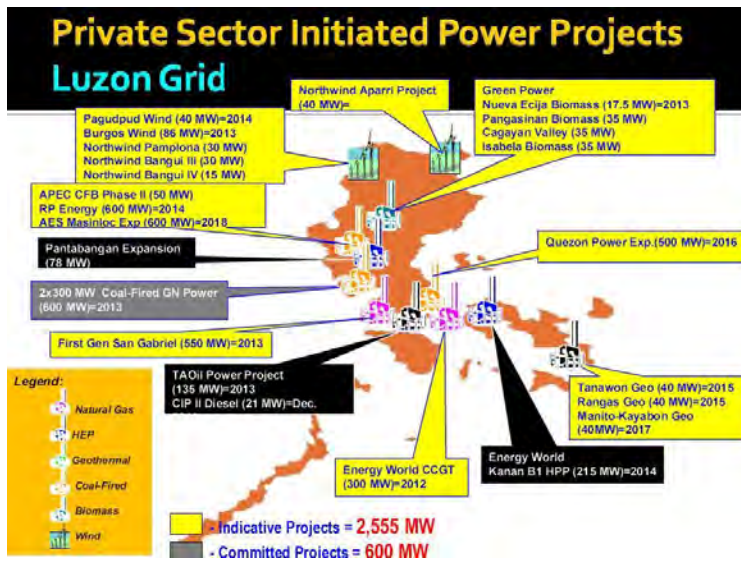 Private Sector Initiated Power Projects
Luzon Grid
Northwind Aparri Project
(40 MW)=
Green Power
Nueva Ecija Biomass (17.5 MW)=2013
Pangasinan Biomass (35 MW)
Cagayan Valley (35 MW)
Isabela Biomass (35 MW)
Pagudpud Wind (40 MW)=2014
Burgos Wind (86 MW)=2013
Northwind Pamplona (30 MW)
Northwind Bangui III (30 MW)
Northwind Bangui IV (15 MW)
APEC CFB Phase II (50 MW)
RP Energy (600 MW)=2014
AES Masinloc Exp (600 MW)=2018
Pantabangan Expansion
(78 MW)
Quezon Power Exp.(500 MW)=2016
2x300 MW Coal-Fired GN Power
(600 MW)=2013
First Gen San Gabriel (550 MW)=2013
TAOil Power Project
(135 MW)=2013
CIP II Diesel (21 MW)=Dec.
Tanawon Geo (40 MW)=2015
Rangas Geo (40 MW)=2015
Manito-Kayabon Geo
(40MW)=2017
Energy World CCGT
(300 MW)=2012
Energy World
Kanan B1 HPP (215 MW)=2014
Legend:
Natural Gas
HEP
Geothermal
Coal-Fired
Biomass
Wind
- Indicative Projects = 2,555 MW
- Committed Projects = 600 MW